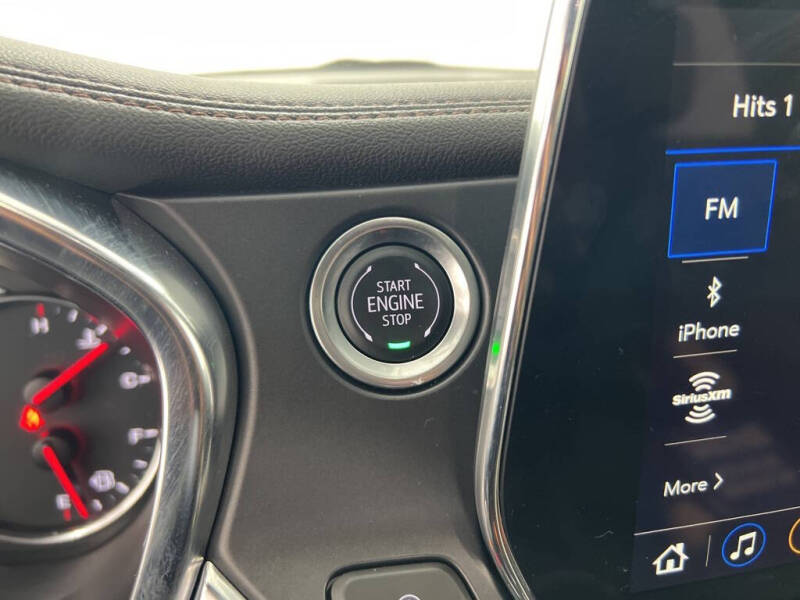 START
ENGINE
STOP
Hits 1
FM
iPhone
SiriusXM
More >
H
C
F
E